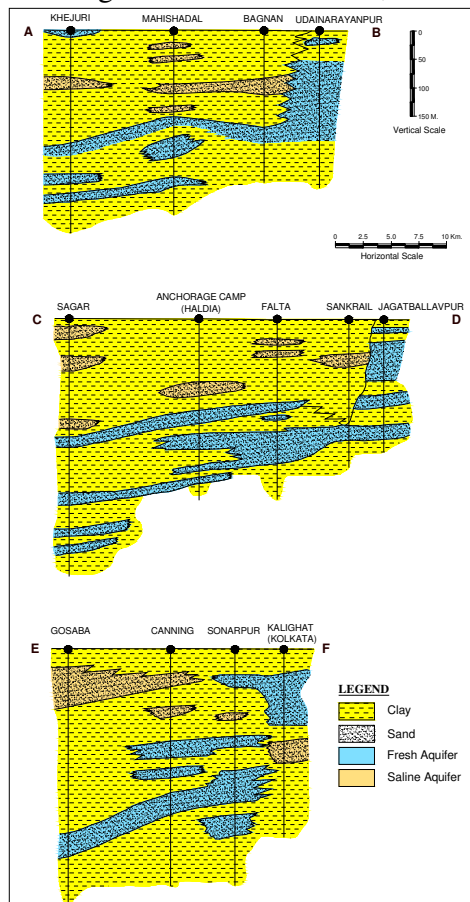 KHEJURI MAHISHADAL BAGNAN UDAINARAYANPUR
A B
0
50
100
150 M.
Vertical Scale
0 2.5 5.0 7.5 10 Km.
Horizontal Scale
ANCHORAGE CAMP
SAGAR (HALDIA) FALTA SANKRAIL JAGATBALLAVPUR
C D
KALIGHAT
GOSABA CANNING SONARPUR (KOLKATA)
E F
LEGEND
Clay
Sand
Fresh Aquifer
Saline Aquifer